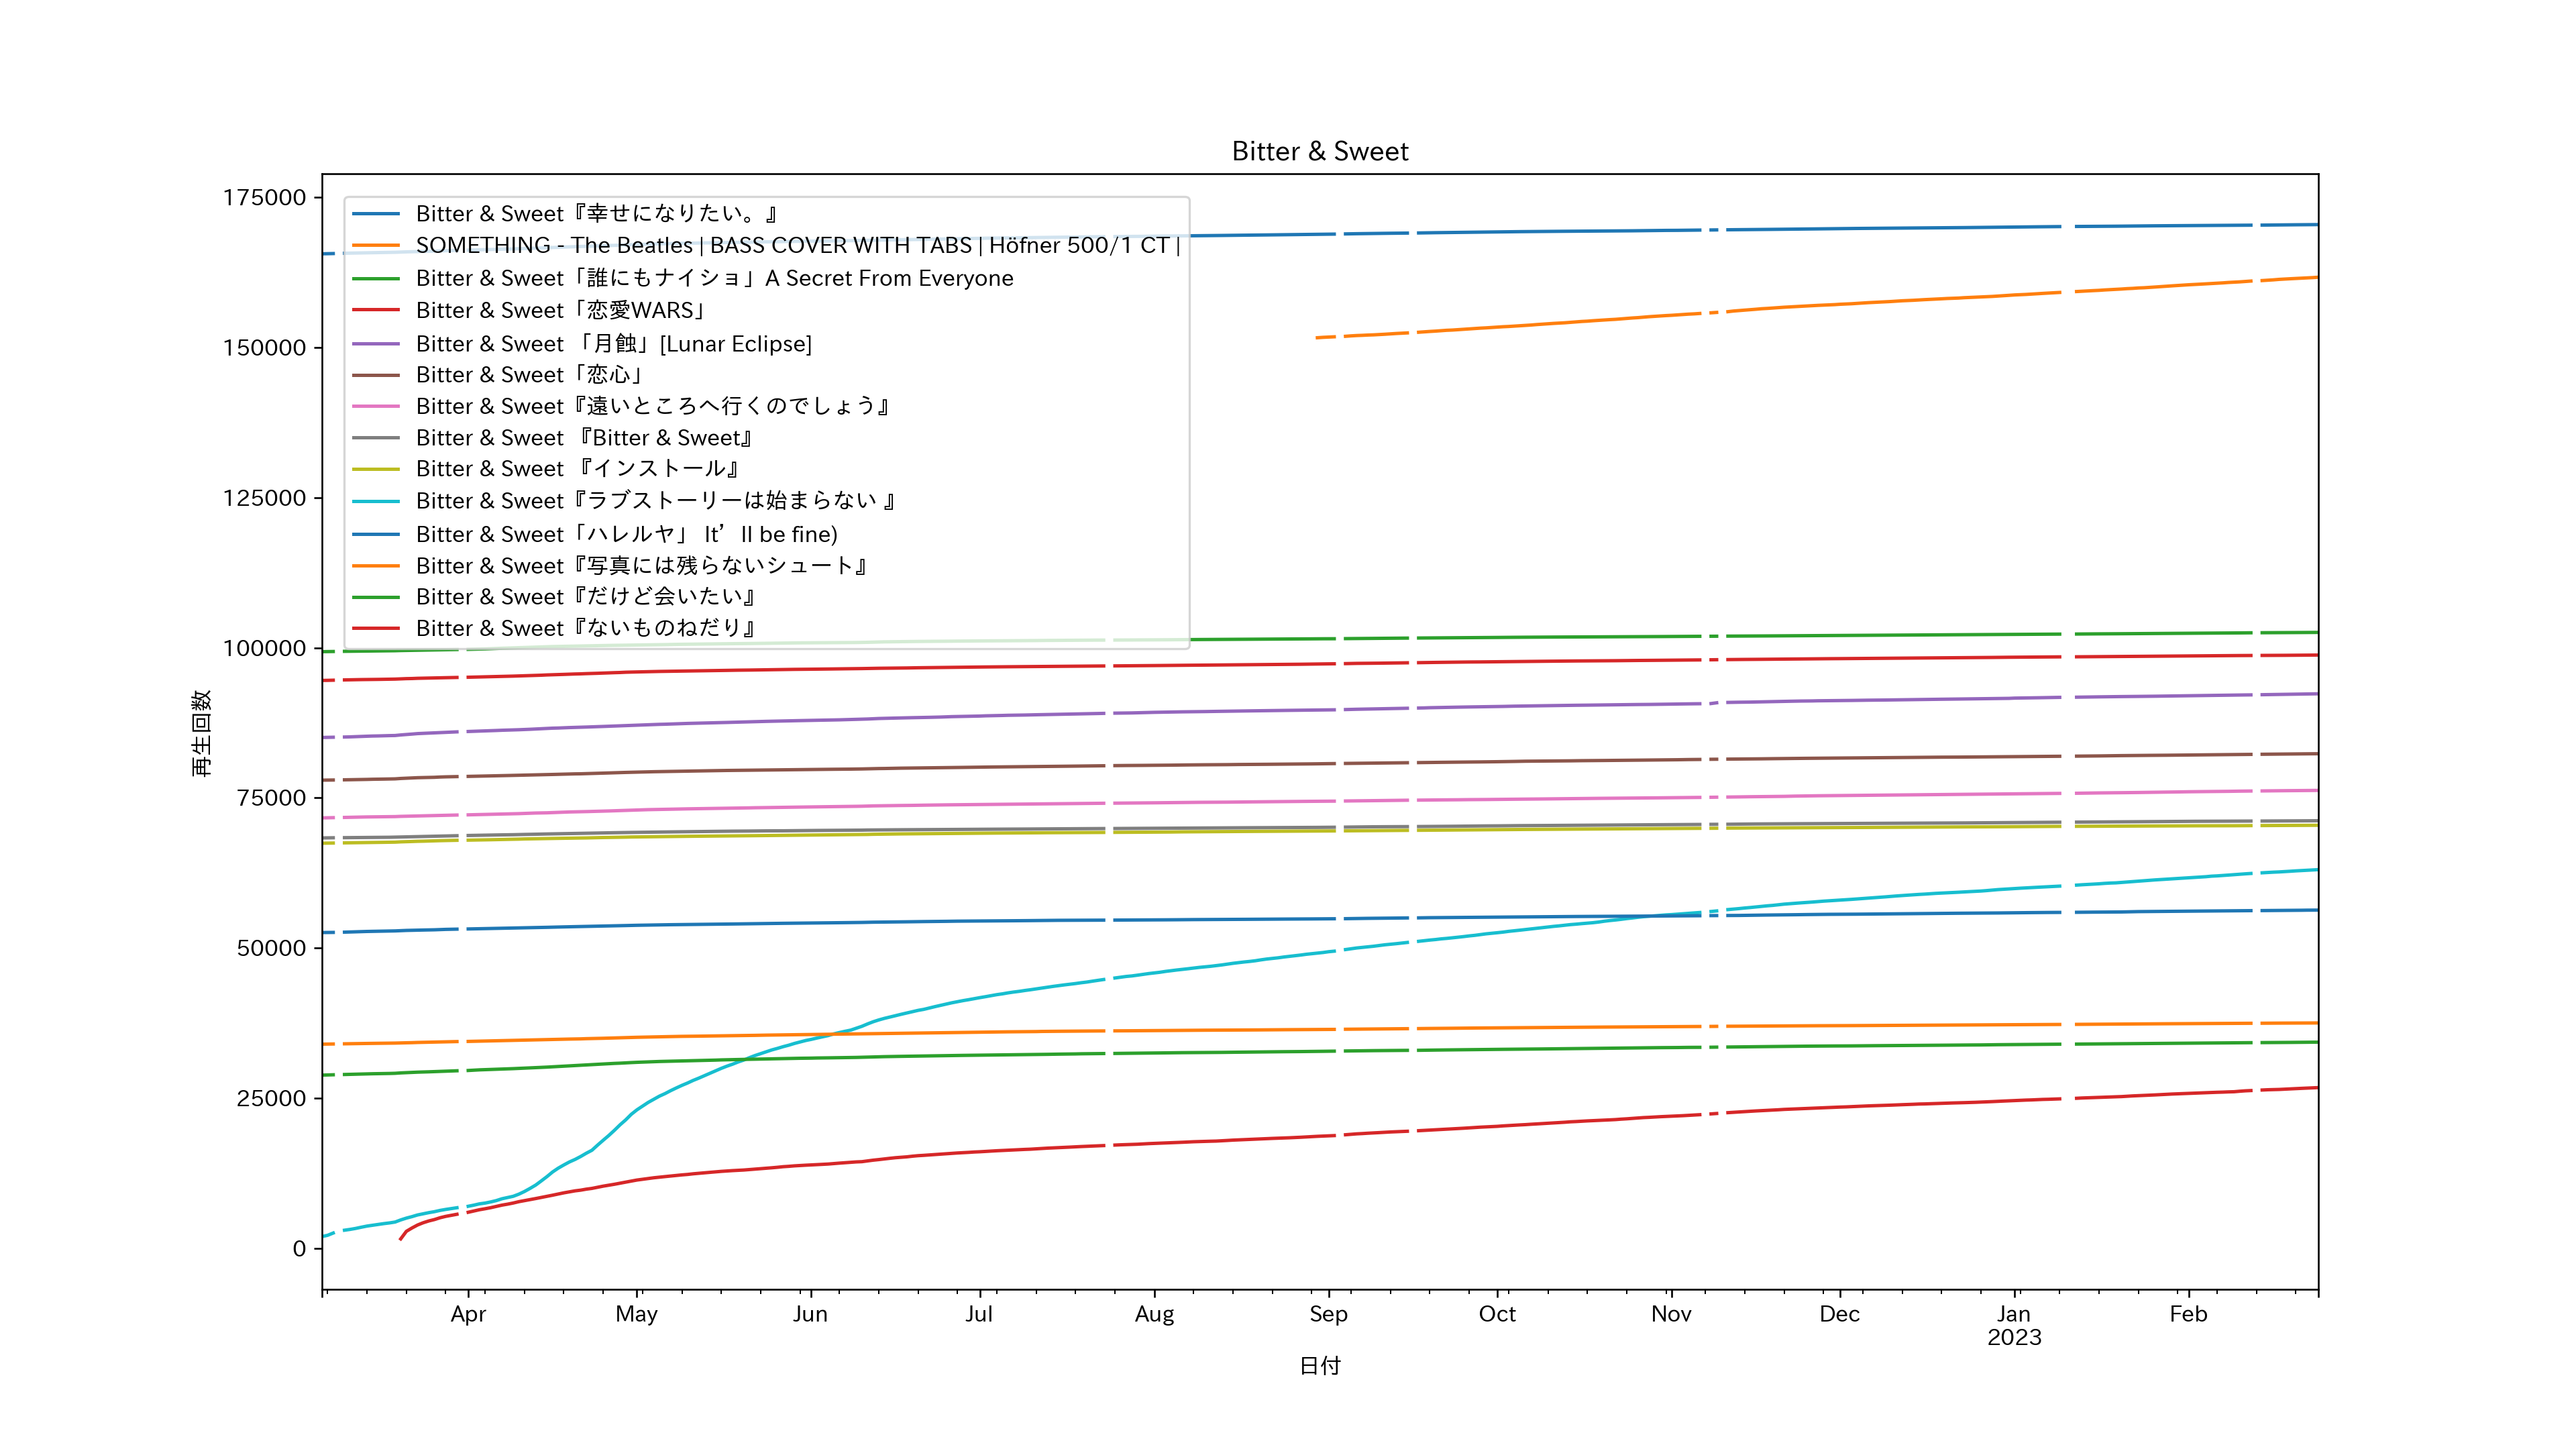 Bitter & Sweet
175000
150000
125000
100000
75000
50000
25000
0
再生回数
Bitter & Sweet『幸せになりたい。』
SOMETHING - The Beatles | BASS COVER WITH TABS | Höfner 500/1 CT |
Bitter & Sweet「誰にもナイショ」A Secret From Everyone
Bitter & Sweet「恋愛WARS」
Bitter & Sweet 「月蝕」[Lunar Eclipse]
Bitter & Sweet「恋心」
Bitter & Sweet『遠いところへ行くのでしょう』
Bitter & Sweet 『Bitter & Sweet』
Bitter & Sweet 『インストール』
Bitter & Sweet『ラブストーリーは始まらない 』
Bitter & Sweet「ハレルヤ」 It’ll be fine)
Bitter & Sweet『写真には残らないシュート』
Bitter & Sweet『だけど会いたい』
Bitter & Sweet『ないものねだり』
Apr May Jun Jul Aug Sep Oct Nov Dec Jan Feb
2023
日付